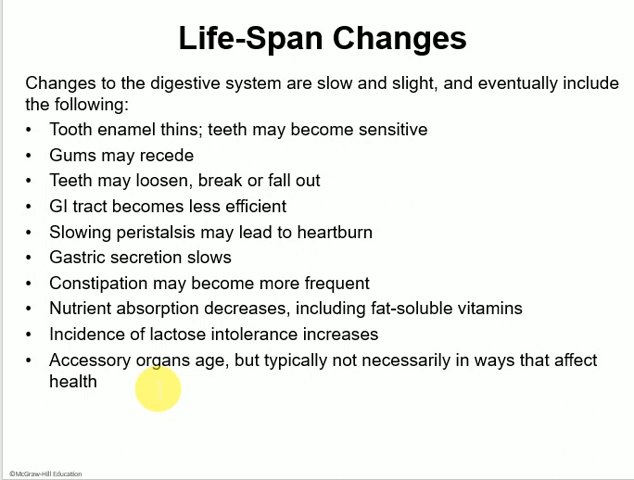 Life-Span Changes
Changes to the digestive system are slow and slight, and eventually include
the following:
• Tooth enamel thins; teeth may become sensitive
• Gums may recede
• Teeth may loosen, break or fall out
• GI tract becomes less efficient
• Slowing peristalsis may lead to heartburn
• Gastric secretion slows
• Constipation may become more frequent
• Nutrient absorption decreases, including fat-soluble vitamins
• Incidence of lactose intolerance increases
• Accessory organs age, but typically not necessarily in ways that affect
health
©McGraw-Hill Education